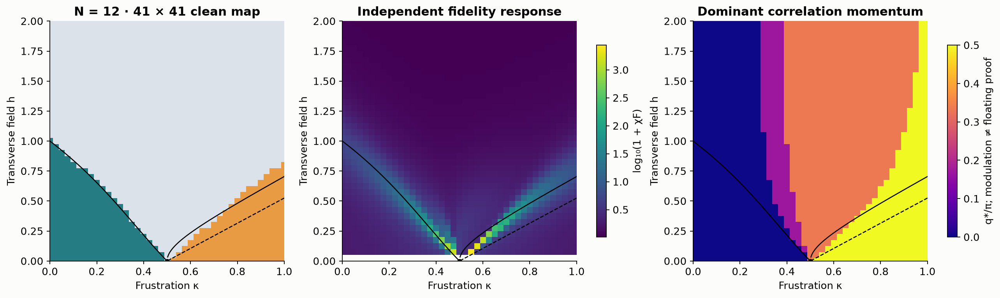 N = 12 · 41 × 41 clean map
Transverse field h
2.00
1.75
1.50
1.25
1.00
0.75
0.50
0.25
0.00
0.0 0.2 0.4 0.6 0.8 1.0
Frustration κ
Independent fidelity response
Transverse field h
2.00
1.75
1.50
1.25
1.00
0.75
0.50
0.25
0.00
0.0 0.2 0.4 0.6 0.8 1.0
Frustration κ
3.0
2.5
2.0
1.5
1.0
0.5
log₁₀(1 + χF)
Dominant correlation momentum
Transverse field h
2.00
1.75
1.50
1.25
1.00
0.75
0.50
0.25
0.00
0.0 0.2 0.4 0.6 0.8 1.0
Frustration κ
0.5
0.4
0.3
0.2
0.1
0.0
q*/π; modulation ≠ floating proof